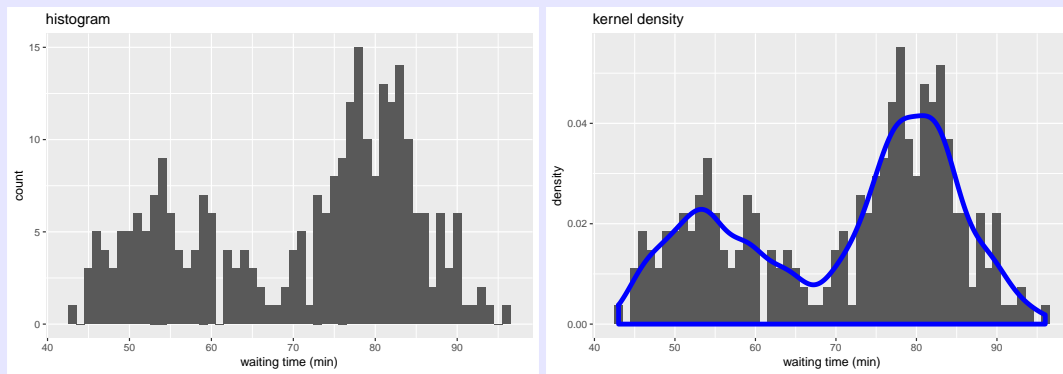 histogram
15
10
5
0
count
40 50 60 70 80 90
waiting time (min)
kernel density
0.04
0.02
0.00
density
40 50 60 70 80 90
waiting time (min)